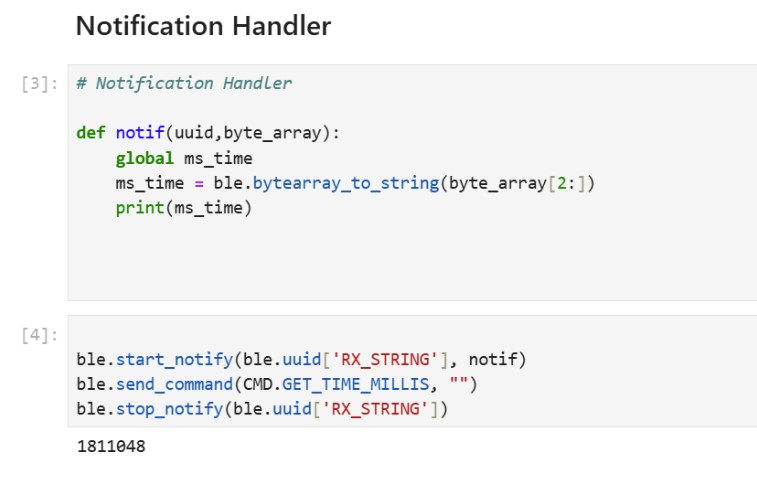 Notification Handler
[3]:
# Notification Handler
def notif(uuid,byte_array):
    global ms_time
    ms_time = ble.bytearray_to_string(byte_array[2:])
    print(ms_time)
[4]:
ble.start_notify(ble.uuid['RX_STRING'], notif)
ble.send_command(CMD.GET_TIME_MILLIS, "")
ble.stop_notify(ble.uuid['RX_STRING'])
1811048